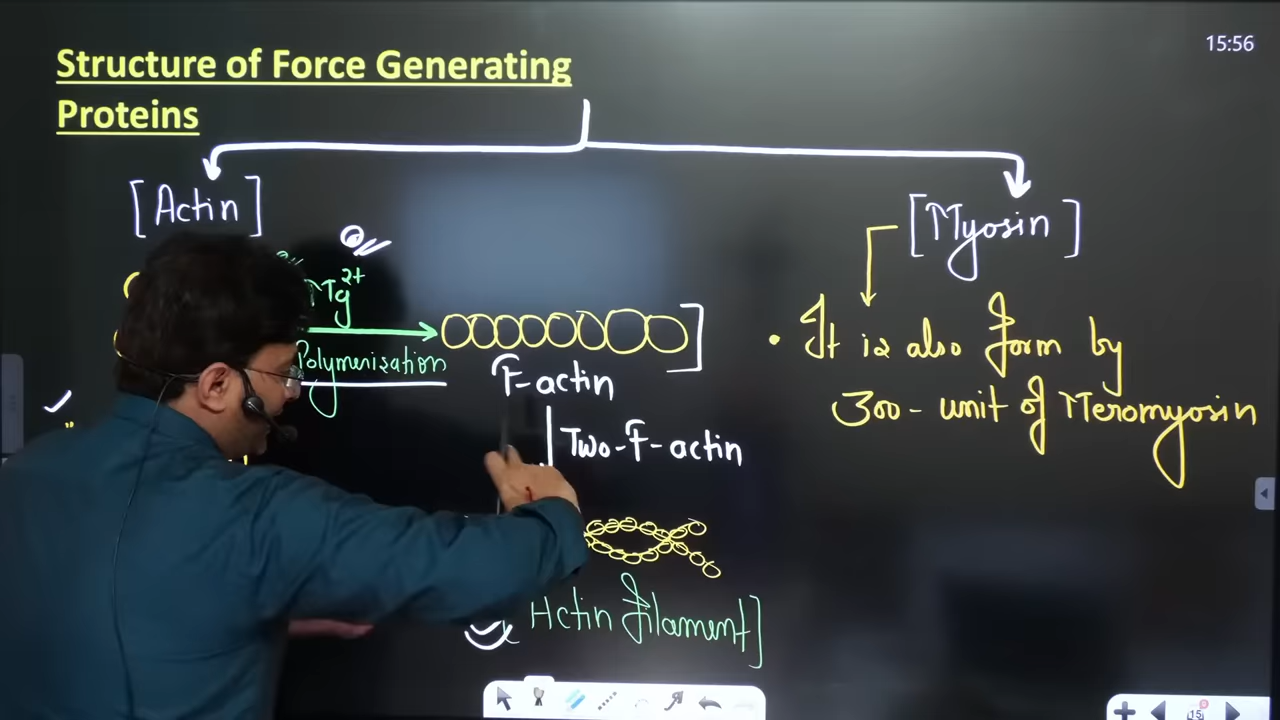 15:56
Structure of Force Generating
Proteins
[Actin]
[Myosin]
Mg2+
Polymerization
F-actin
Two-F-actin
Actin filament]
• It is also form by
300-unit of Meromyosin
15